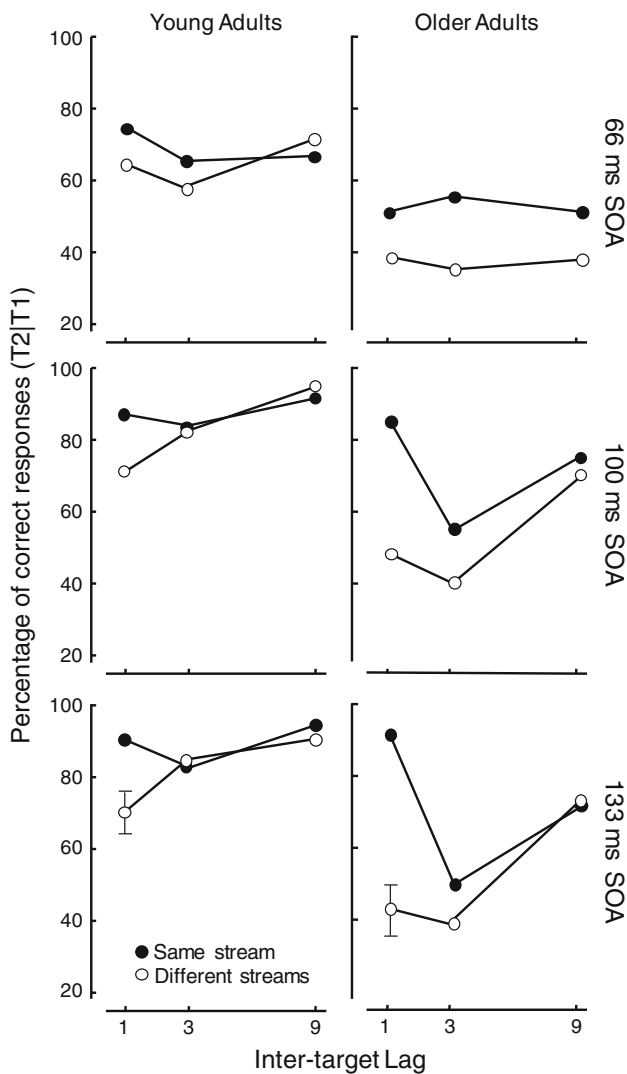 Young Adults
Older Adults
100
80
60
40
20
66 ms SOA
Percentage of correct responses (T2|T1)
100
80
60
40
20
100 ms SOA
100
80
60
40
20
133 ms SOA
Same stream
Different streams
1 3 9
1 3 9
Inter-target Lag